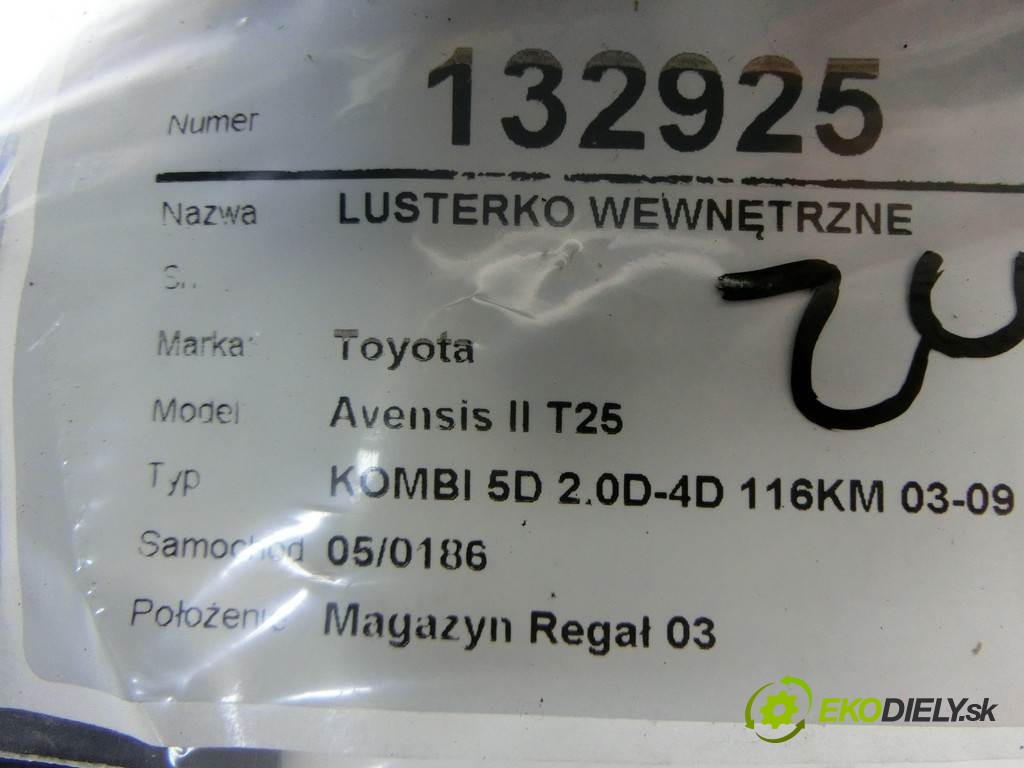 Numer 132925
Nazwa LUSTERKO WEWNĘTRZNE
Marka: Toyota
Model Avensis II T25
Typ KOMBI 5D 2.0D-4D 116KM 03-09
Samochód 05/0186
Położenie Magazyn Regał 03
EKODIELY.sk